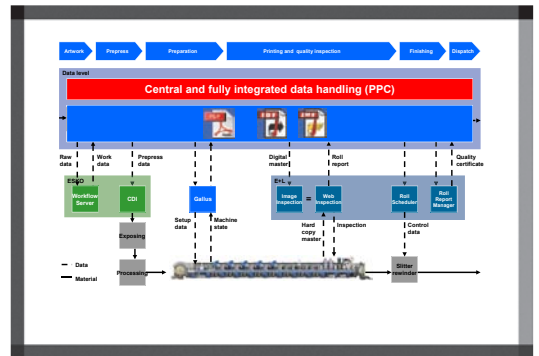 Artwork
Prepress
Preparation
Printing and quality inspection
Finishing
Dispatch
Data level
Central and fully integrated data handling (PPC)
PDF
Raw
data
Work
data
Prepress
data
Digital
master
Roll
report
Quality
certificate
ESKO
E+L
Workflow
Server
CDI
Gallus
Image
Inspection
=
Web
Inspection
Roll
Scheduler
Roll
Report
Manager
Setup
data
Machine
state
Hard
copy
master
Inspection
Control
data
Exposing
Processing
Slitter
rewinder
Data
Material